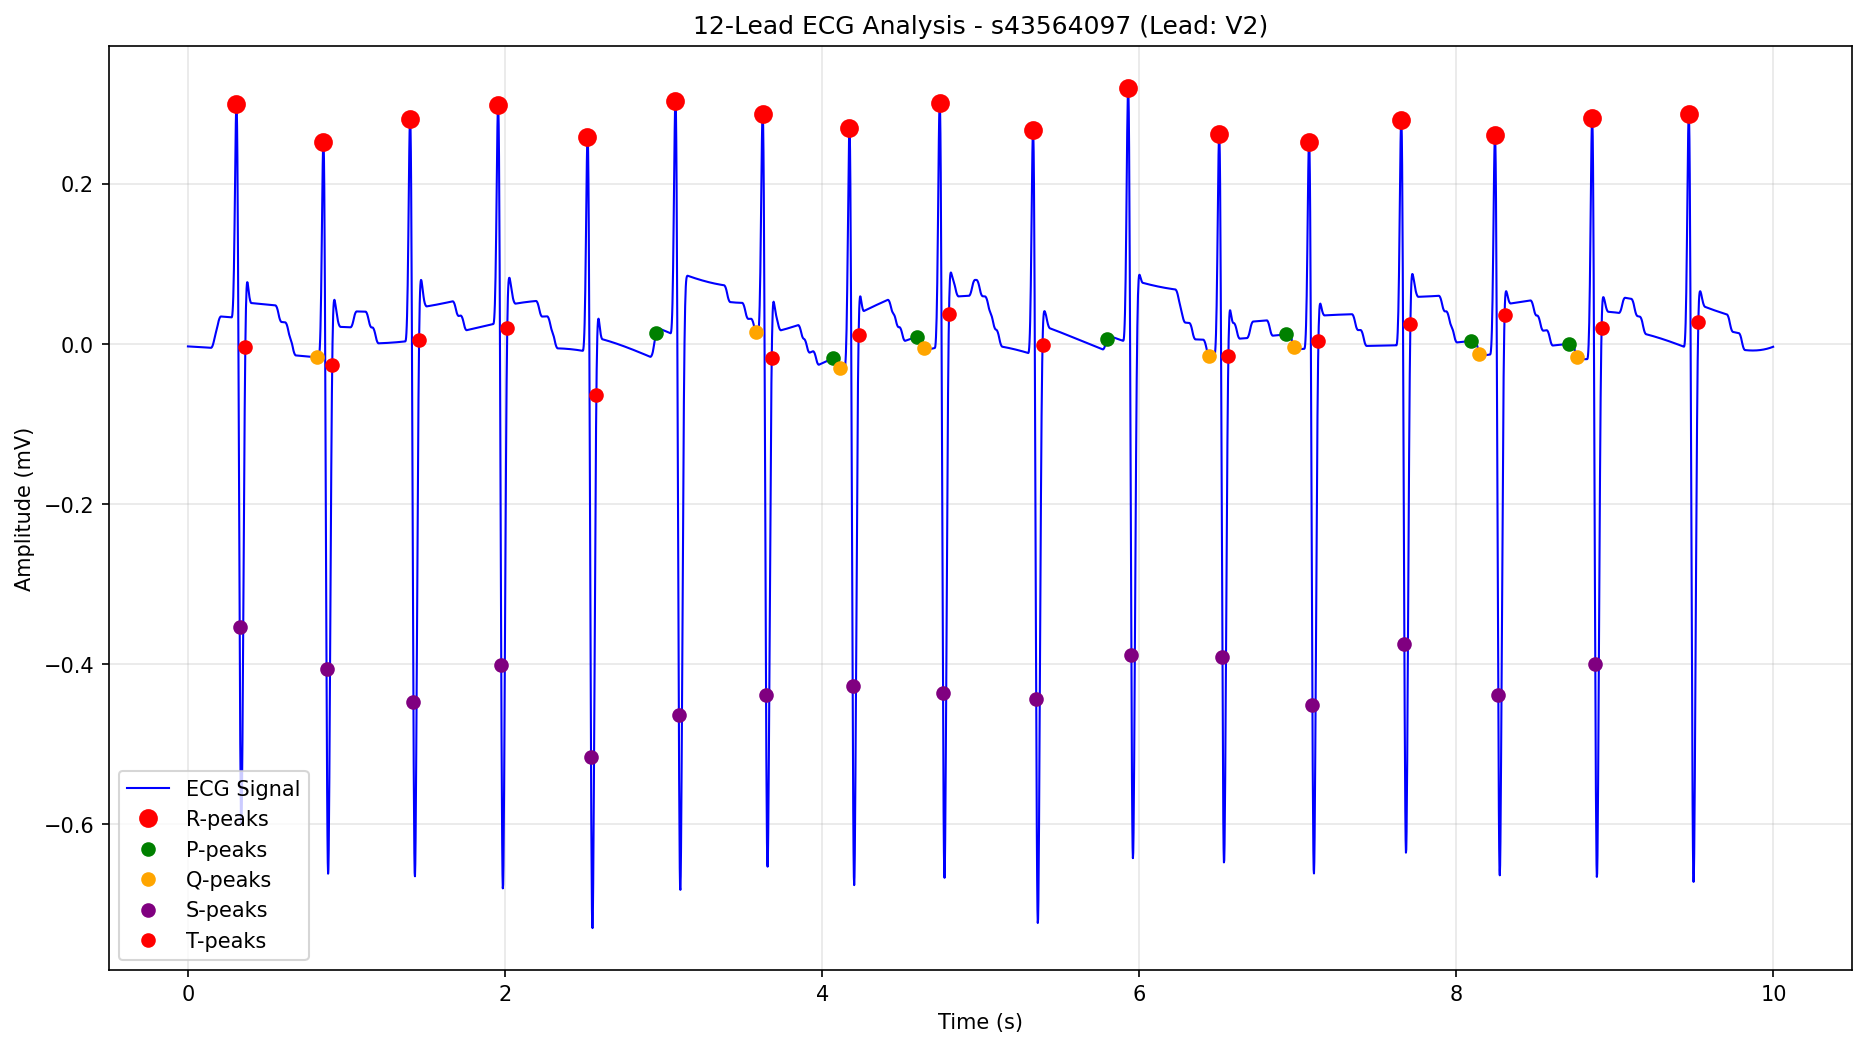 12-Lead ECG Analysis - s43564097 (Lead: V2)
Amplitude (mV)
0.2
0.0
−0.2
−0.4
−0.6
ECG Signal
R-peaks
P-peaks
Q-peaks
S-peaks
T-peaks
0 2 4 6 8 10
Time (s)